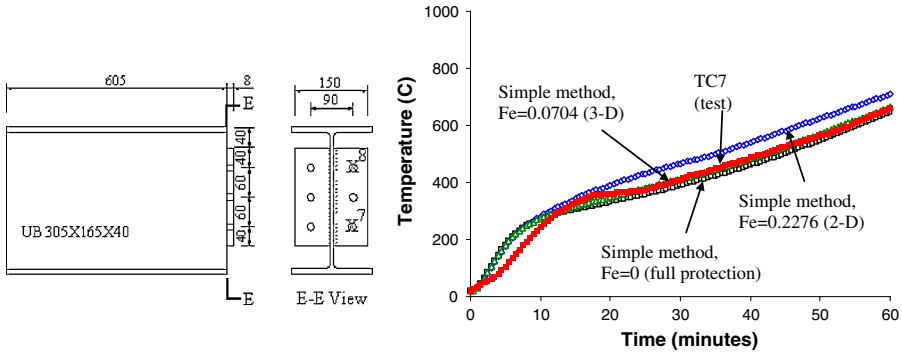 605
8
E
40
40
60
60
40
UB 305X165X40
E
150
90
8
7
E-E View
1000
800
600
400
200
0
Temperature (C)
Simple method,
Fe=0.0704 (3-D)
TC7
(test)
Simple method,
Fe=0.2276 (2-D)
Simple method,
Fe=0 (full protection)
0
10
20
30
40
50
60
Time (minutes)